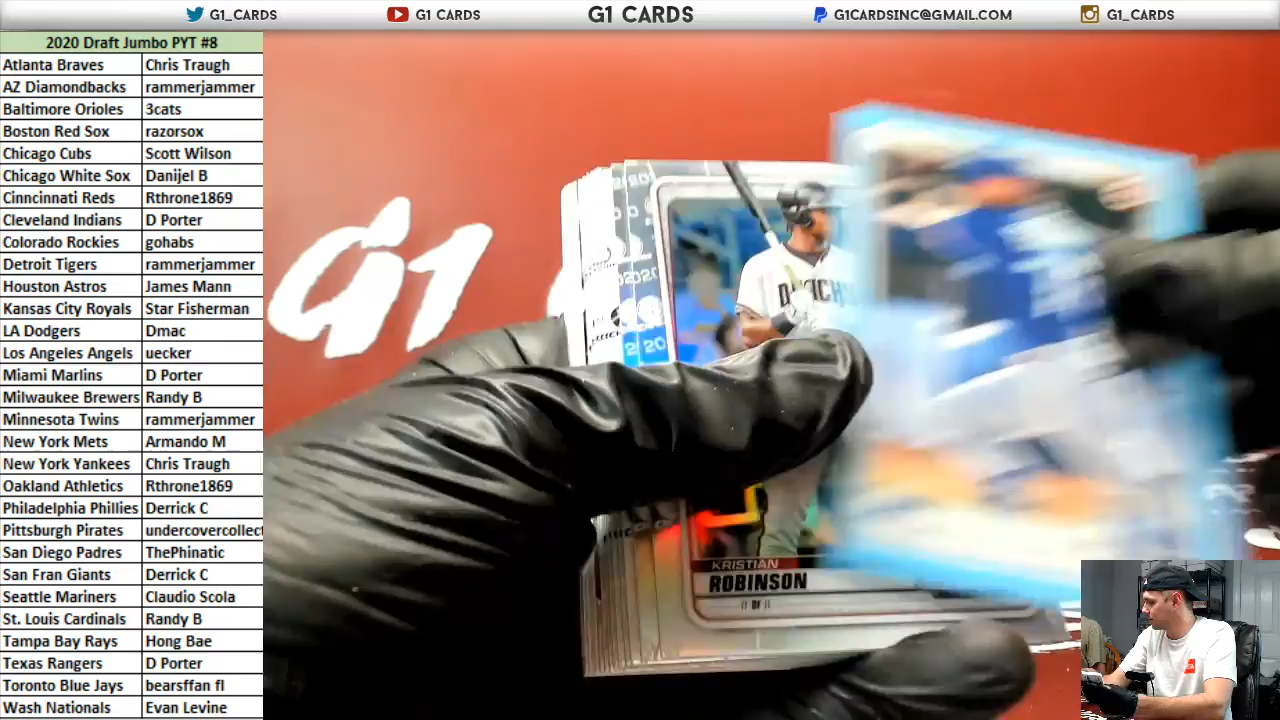 G1_CARDS G1 CARDS G1 CARDS G1CARDSINC@GMAIL.COM G1_CARDS
2020 Draft Jumbo PYT #8
Atlanta Braves Chris Traugh
AZ Diamondbacks rammerjammer
Baltimore Orioles 3cats
Boston Red Sox razorsox
Chicago Cubs Scott Wilson
Chicago White Sox Danijel B
Cinncinnati Reds Rthrone1869
Cleveland Indians D Porter
Colorado Rockies gohabs
Detroit Tigers rammerjammer
Houston Astros James Mann
Kansas City Royals Star Fisherman
LA Dodgers Dmac
Los Angeles Angels uecker
Miami Marlins D Porter
Milwaukee Brewers Randy B
Minnesota Twins rammerjammer
New York Mets Armando M
New York Yankees Chris Traugh
Oakland Athletics Rthrone1869
Philadelphia Phillies Derrick C
Pittsburgh Pirates undercovercollect
San Diego Padres ThePhinatic
San Fran Giants Derrick C
Seattle Mariners Claudio Scola
St. Louis Cardinals Randy B
Tampa Bay Rays Hong Bae
Texas Rangers D Porter
Toronto Blue Jays bearsffan fl
Wash Nationals Evan Levine
G1
2020
20
KRISTIAN
ROBINSON